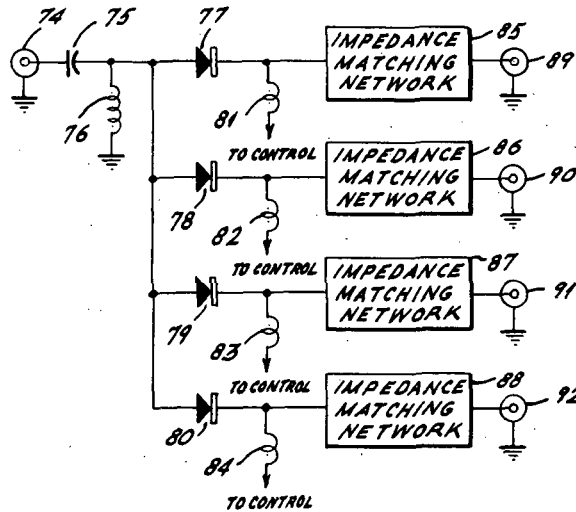 74
75
77
76
81
TO CONTROL
IMPEDANCE
MATCHING
NETWORK
85
89
78
82
TO CONTROL
IMPEDANCE
MATCHING
NETWORK
86
90
79
83
TO CONTROL
IMPEDANCE
MATCHING
NETWORK
87
91
80
84
TO CONTROL
IMPEDANCE
MATCHING
NETWORK
88
92